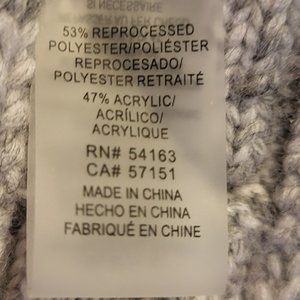 53% REPROCESSED
POLYESTER/POLIÉSTER
REPROCESADO/
POLYESTER RETRAITÉ
47% ACRYLIC/
ACRÍLICO/
ACRYLIQUE
RN# 54163
CA# 57151
MADE IN CHINA
HECHO EN CHINA
FABRIQUÉ EN CHINE